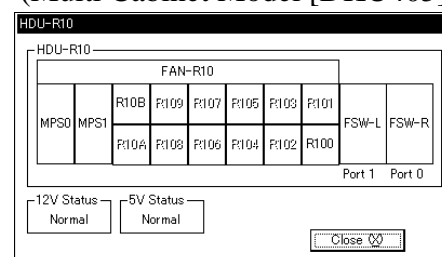 HDU-R10
HDU-R10
FAN-R10
MPS0 MPS1 R10B R109 R107 R105 R103 R101 FSW-L FSW-R
R10A R108 R106 R104 R102 R100
Port 1 Port 0
12V Status 5V Status
Normal Normal
Close (X)